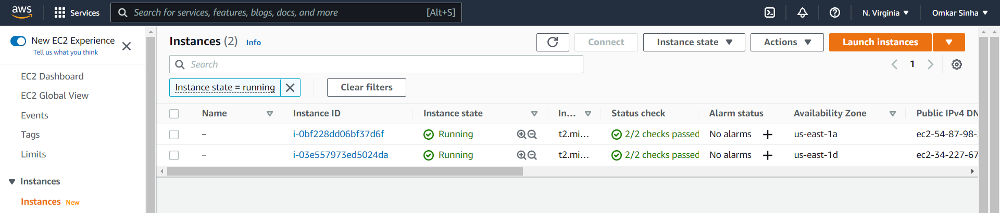 aws Services Search for services, features, blogs, docs, and more [Alt+S] N. Virginia Omkar Sinha
New EC2 Experience
Tell us what you think
EC2 Dashboard
EC2 Global View
Events
Tags
Limits
Instances
Instances New
Instances (2) Info Connect Instance state Actions Launch instances
Search 1
Instance state = running Clear filters
Name Instance ID Instance state In... Status check Alarm status Availability Zone Public IPv4 DN
– i-0bf228dd06bf37d6f Running t2.mi... 2/2 checks passed No alarms us-east-1a ec2-54-87-98-
– i-03e557973ed5024da Running t2.mi... 2/2 checks passed No alarms us-east-1d ec2-34-227-67